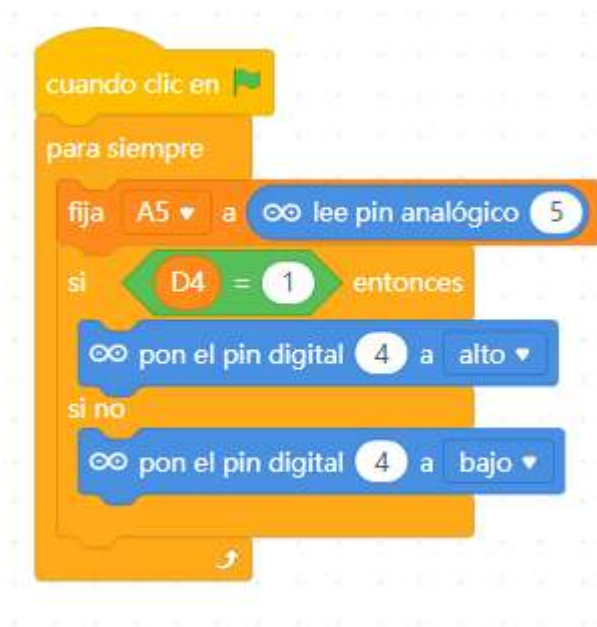 cuando clic en
para siempre
fija A5 a lee pin analógico 5
si D4 = 1 entonces
pon el pin digital 4 a alto
si no
pon el pin digital 4 a bajo